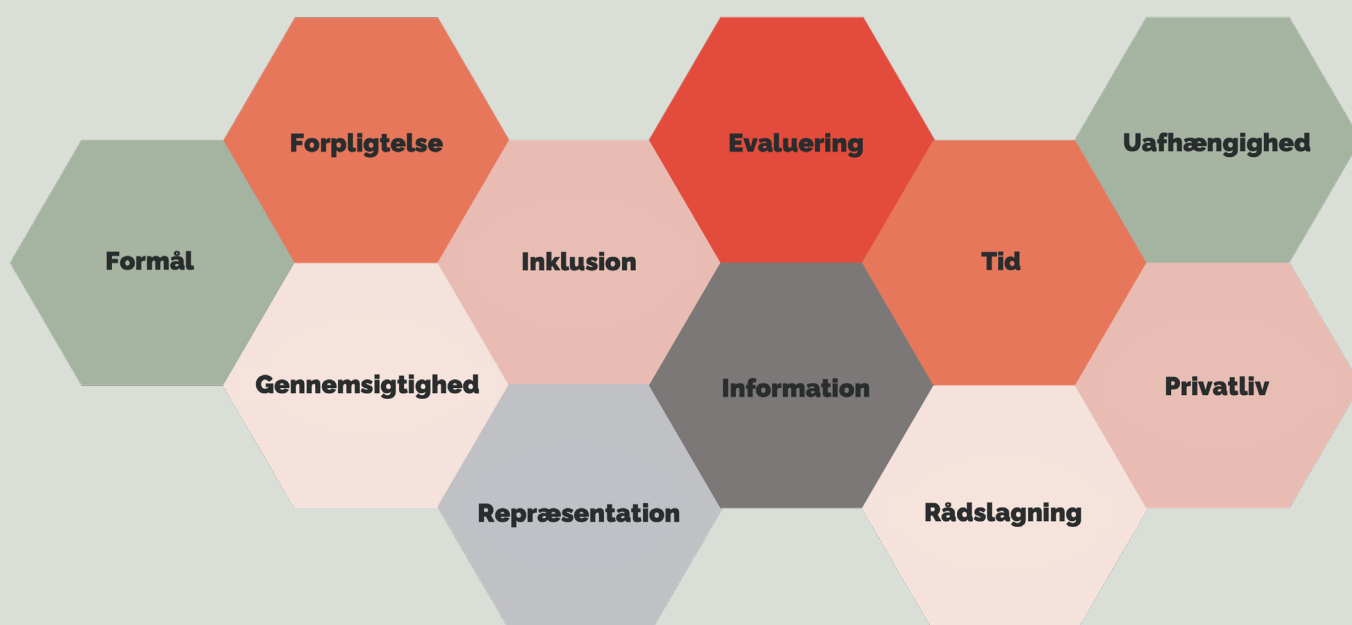 Forpligtelse
Evaluering
Uafhængighed
Formål
Inklusion
Tid
Gennemsigtighed
Information
Privatliv
Repræsentation
Rådslagning